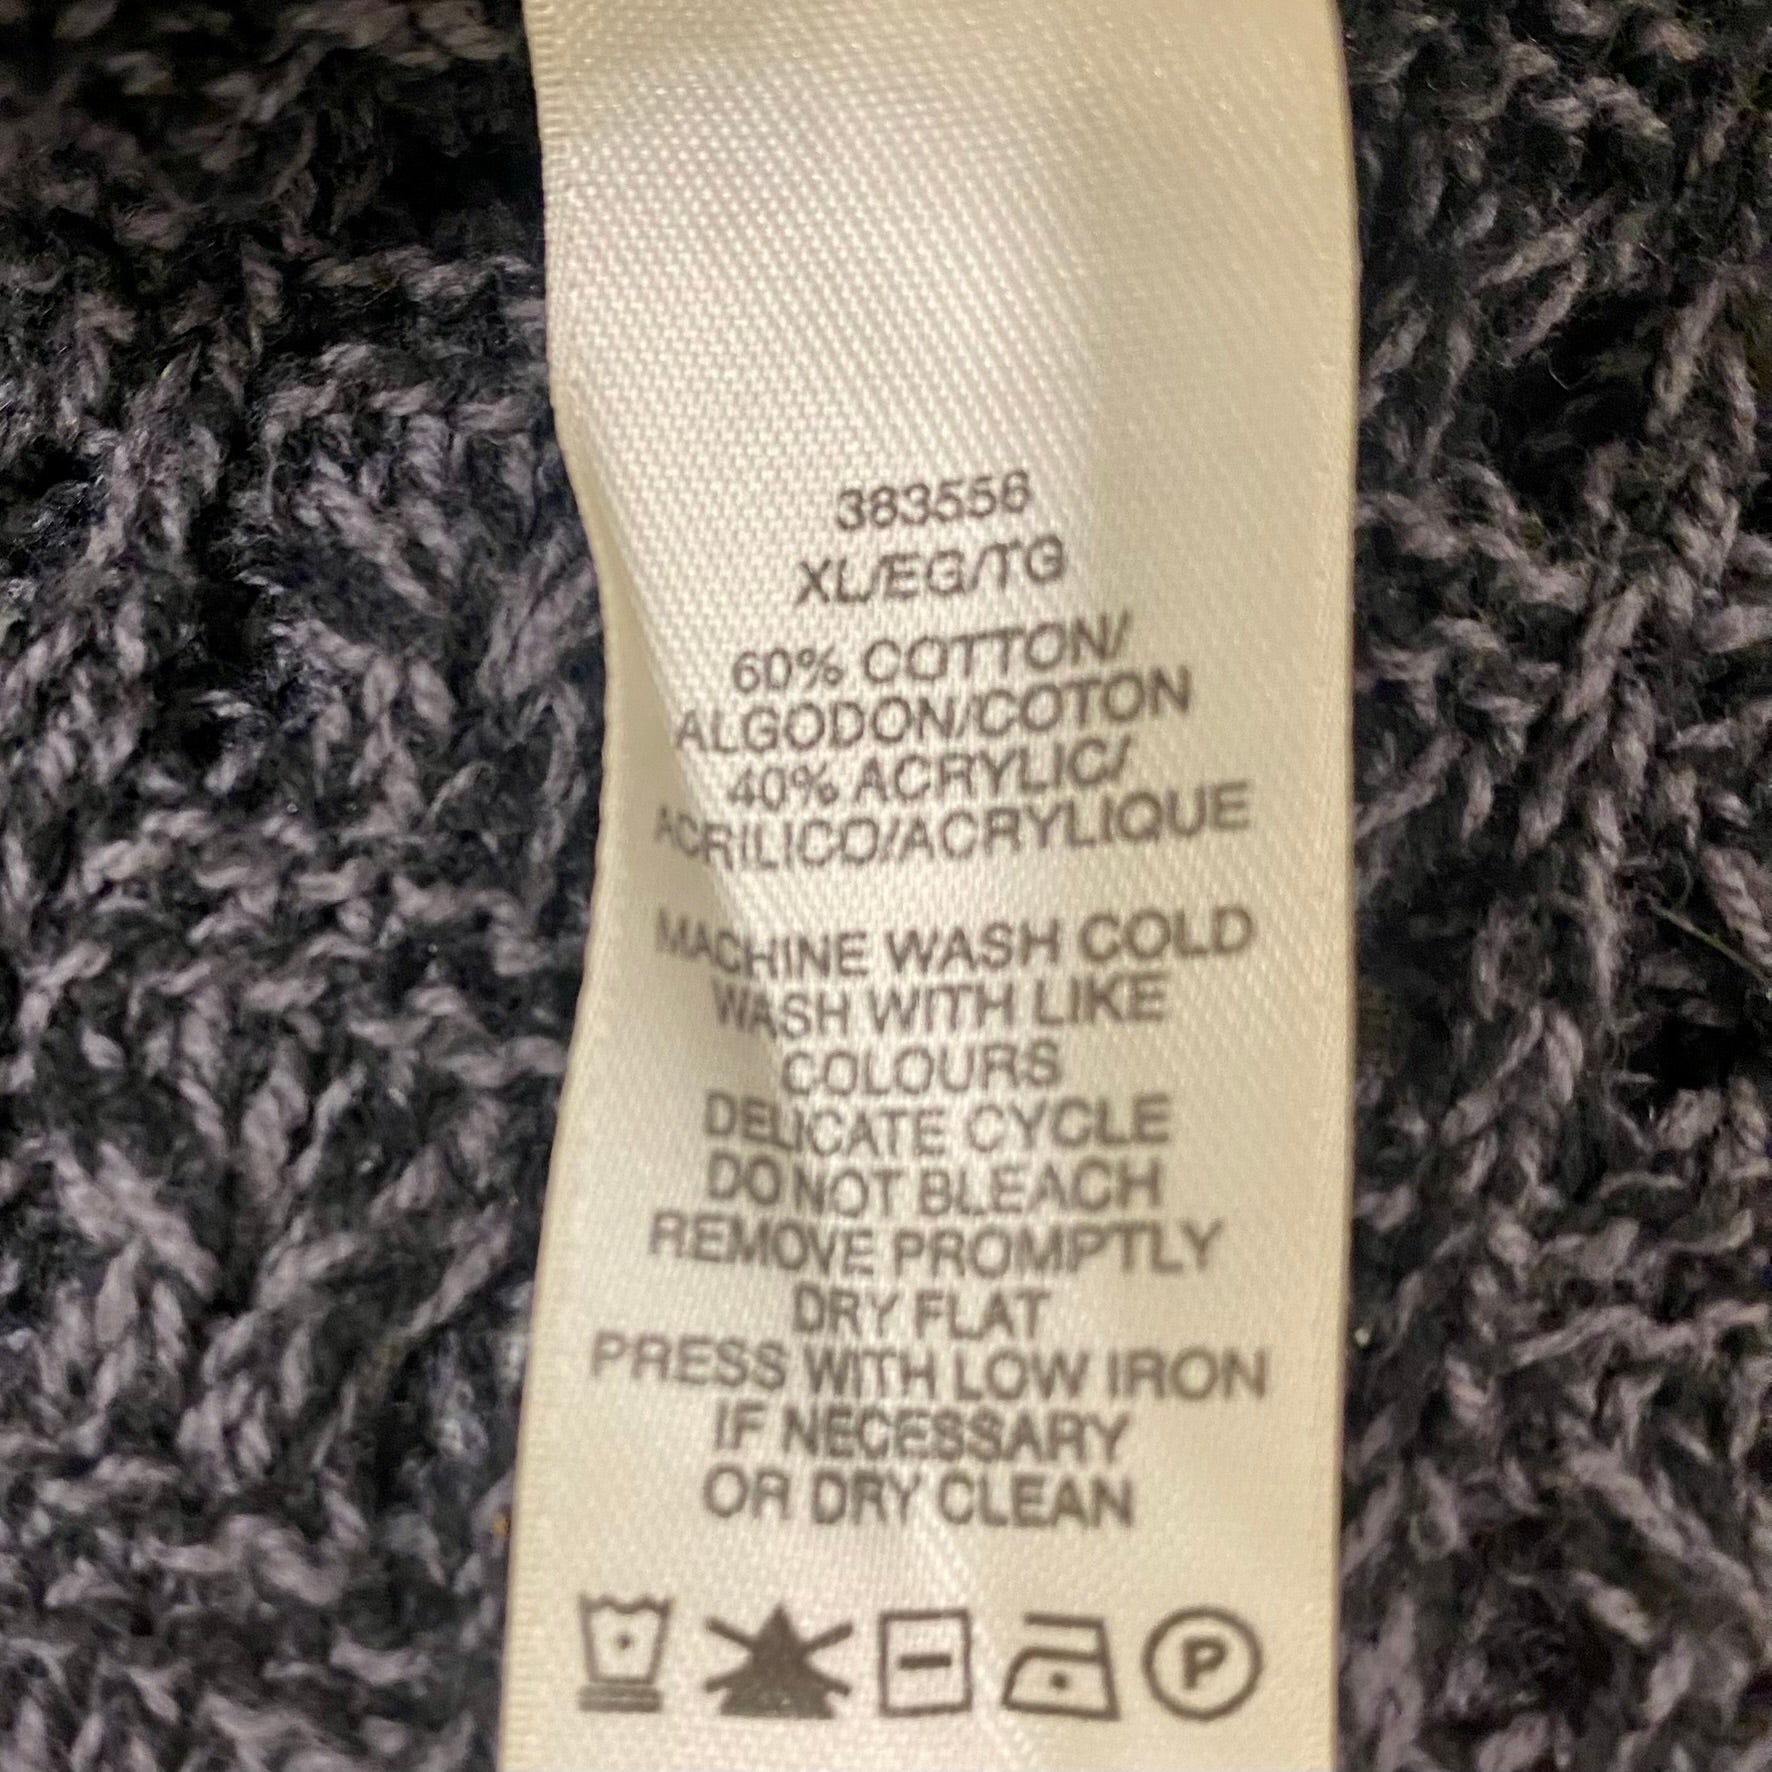 383556
XL/EG/TG
60% COTTON/
ALGODON/COTON
40% ACRYLIC/
ACRILICO/ACRYLIQUE
MACHINE WASH COLD
WASH WITH LIKE
COLOURS
DELICATE CYCLE
DO NOT BLEACH
REMOVE PROMPTLY
DRY FLAT
PRESS WITH LOW IRON
IF NECESSARY
OR DRY CLEAN
P